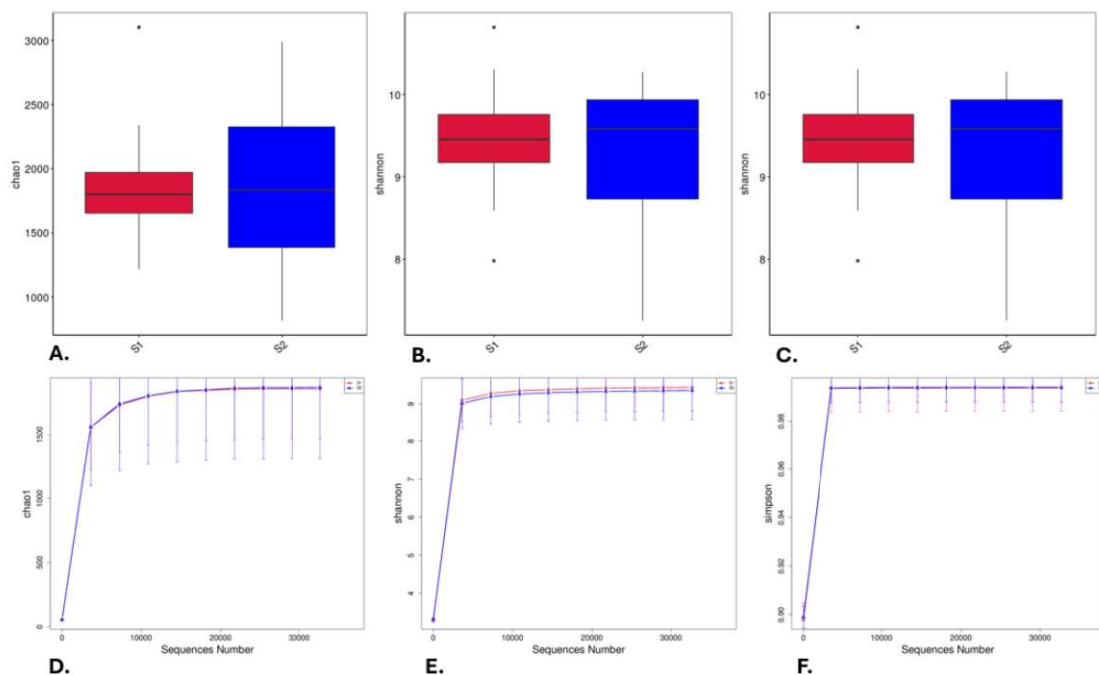 3000
2500
2000
1500
1000
chao1
S1
S2
A.
10
9
8
shannon
S1
S2
B.
10
9
8
shannon
S1
S2
C.
1500
1000
500
0
chao1
0
10000
20000
30000
Sequences Number
D.
9
8
7
6
5
4
shannon
0
10000
20000
30000
Sequences Number
E.
0.98
0.96
0.94
0.92
0.90
simpson
0
10000
20000
30000
Sequences Number
F.